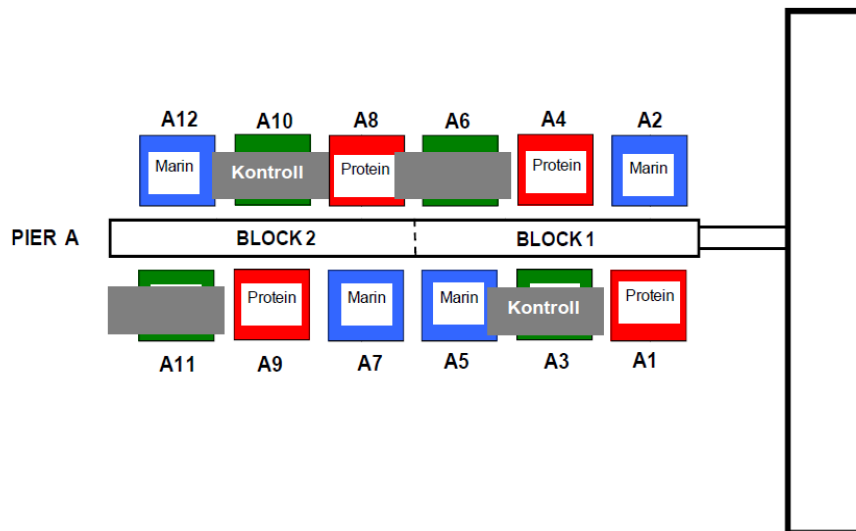 A12 A10 A8 A6 A4 A2
Marin Kontroll Protein Protein Marin
PIER A BLOCK 2 BLOCK 1
Protein Marin Marin Kontroll Protein
A11 A9 A7 A5 A3 A1